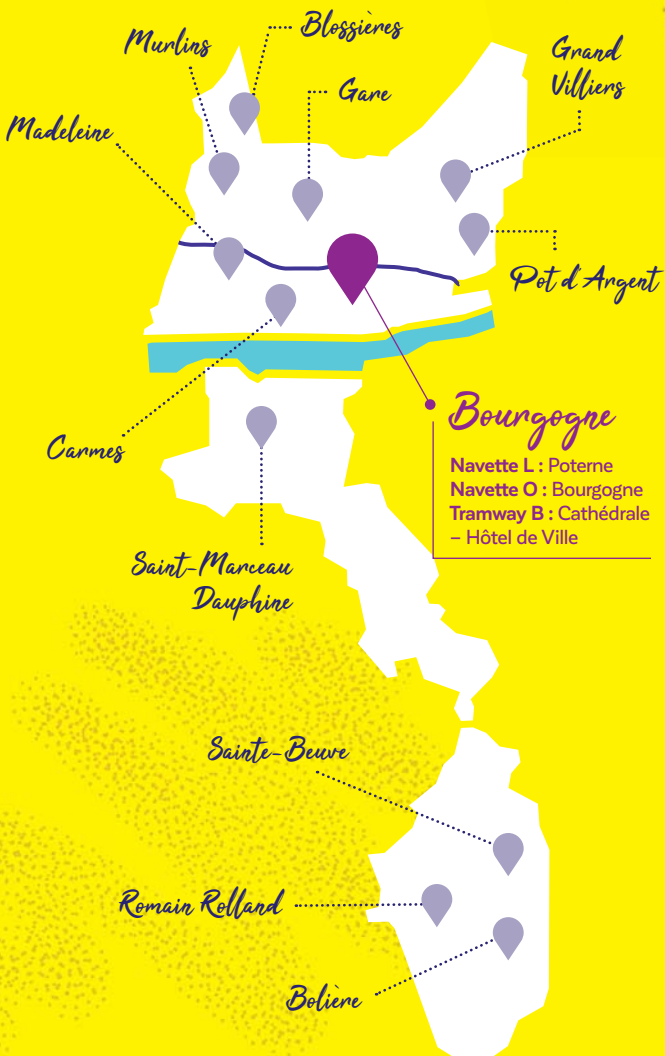 Blossières
Murlins
Grand
Villiers
Gare
Madeleine
Pot d'Argent
Bourgogne
Navette L : Poterne
Navette O : Bourgogne
Tramway B : Cathédrale
– Hôtel de Ville
Carmes
Saint-Marceau
Dauphine
Sainte-Beuve
Romain Rolland
Bolière